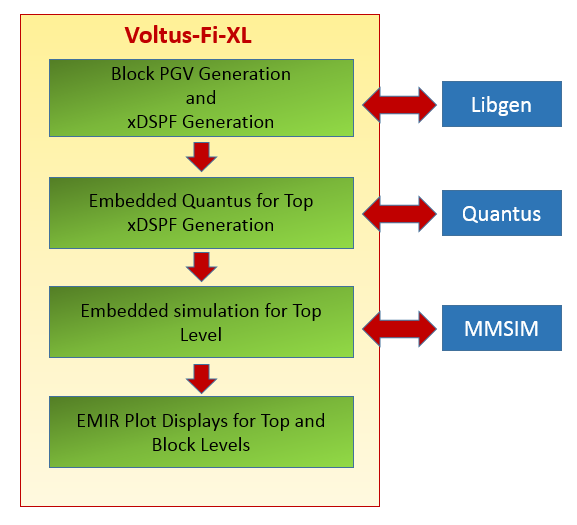 Voltus-Fi-XL
Block PGV Generation
and
xDSPF Generation
Libgen
Embedded Quantus for Top
xDSPF Generation
Quantus
Embedded simulation for Top
Level
MMSIM
EMIR Plot Displays for Top and
Block Levels